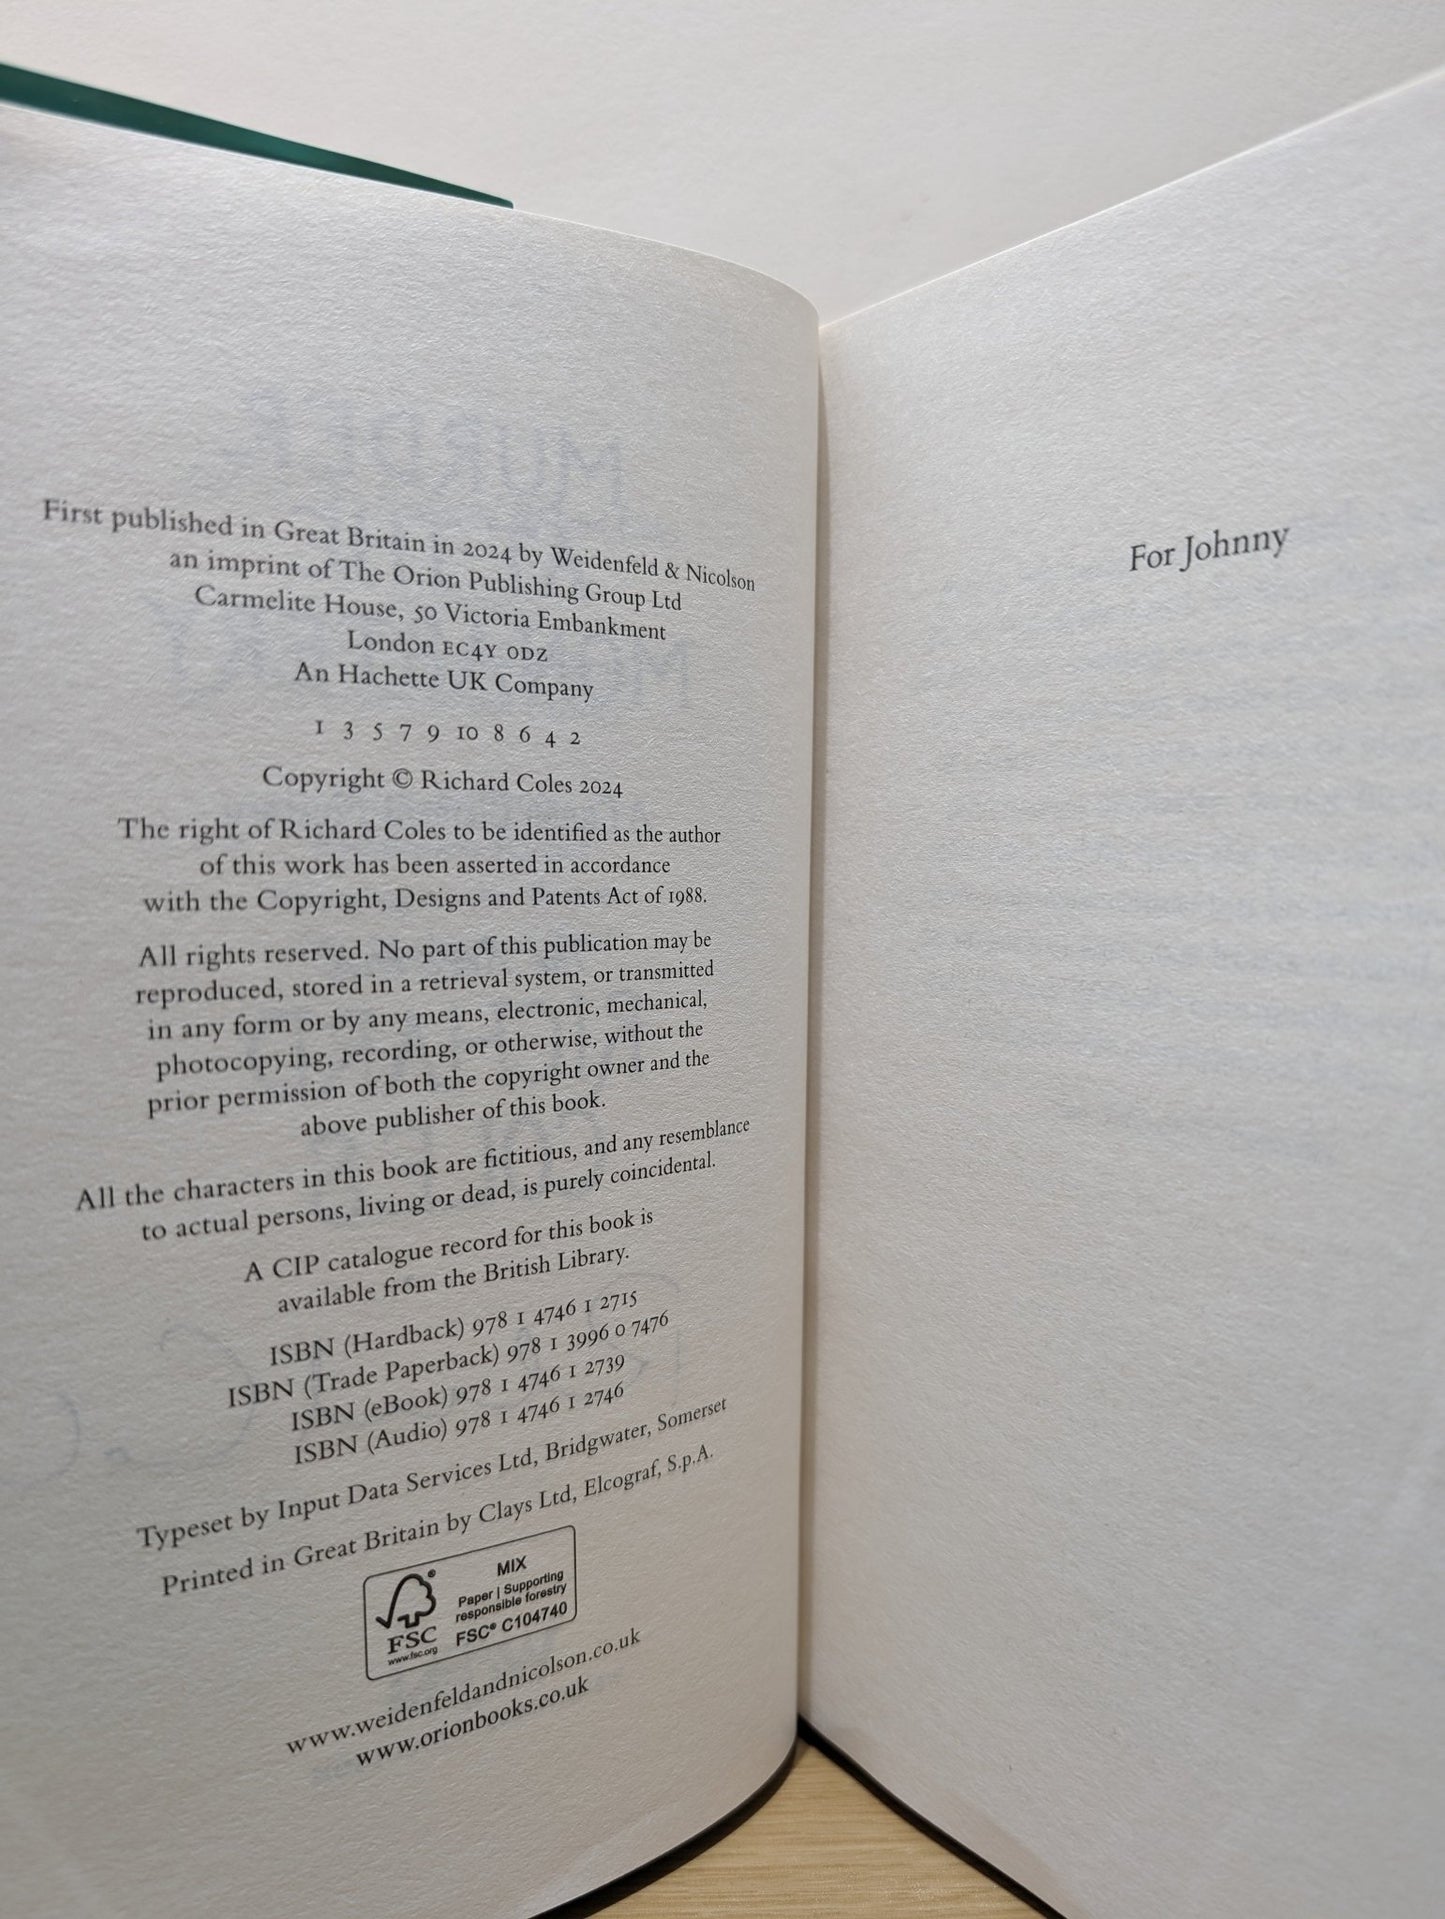 First published in Great Britain in 2024 by Weidenfeld & Nicolson
an imprint of The Orion Publishing Group Ltd
Carmelite House, 50 Victoria Embankment
London EC4Y 0DZ
An Hachette UK Company
1 3 5 7 9 10 8 6 4 2
Copyright © Richard Coles 2024
The right of Richard Coles to be identified as the author
of this work has been asserted in accordance
with the Copyright, Designs and Patents Act of 1988.
All rights reserved. No part of this publication may be
reproduced, stored in a retrieval system, or transmitted
in any form or by any means, electronic, mechanical,
photocopying, recording, or otherwise, without the
prior permission of both the copyright owner and the
above publisher of this book.
All the characters in this book are fictitious, and any resemblance
to actual persons, living or dead, is purely coincidental.
A CIP catalogue record for this book is
available from the British Library.
ISBN (Hardback) 978 1 4746 1 2715
ISBN (Trade Paperback) 978 1 3996 0 7476
ISBN (eBook) 978 1 4746 1 2739
ISBN (Audio) 978 1 4746 1 2746
Typeset by Input Data Services Ltd, Bridgwater, Somerset
Printed in Great Britain by Clays Ltd, Elcograf, S.p.A.
FSC
www.fsc.org
MIX
Paper | Supporting
responsible forestry
FSC® C104740
www.weidenfeldandnicolson.co.uk
www.orionbooks.co.uk
For Johnny